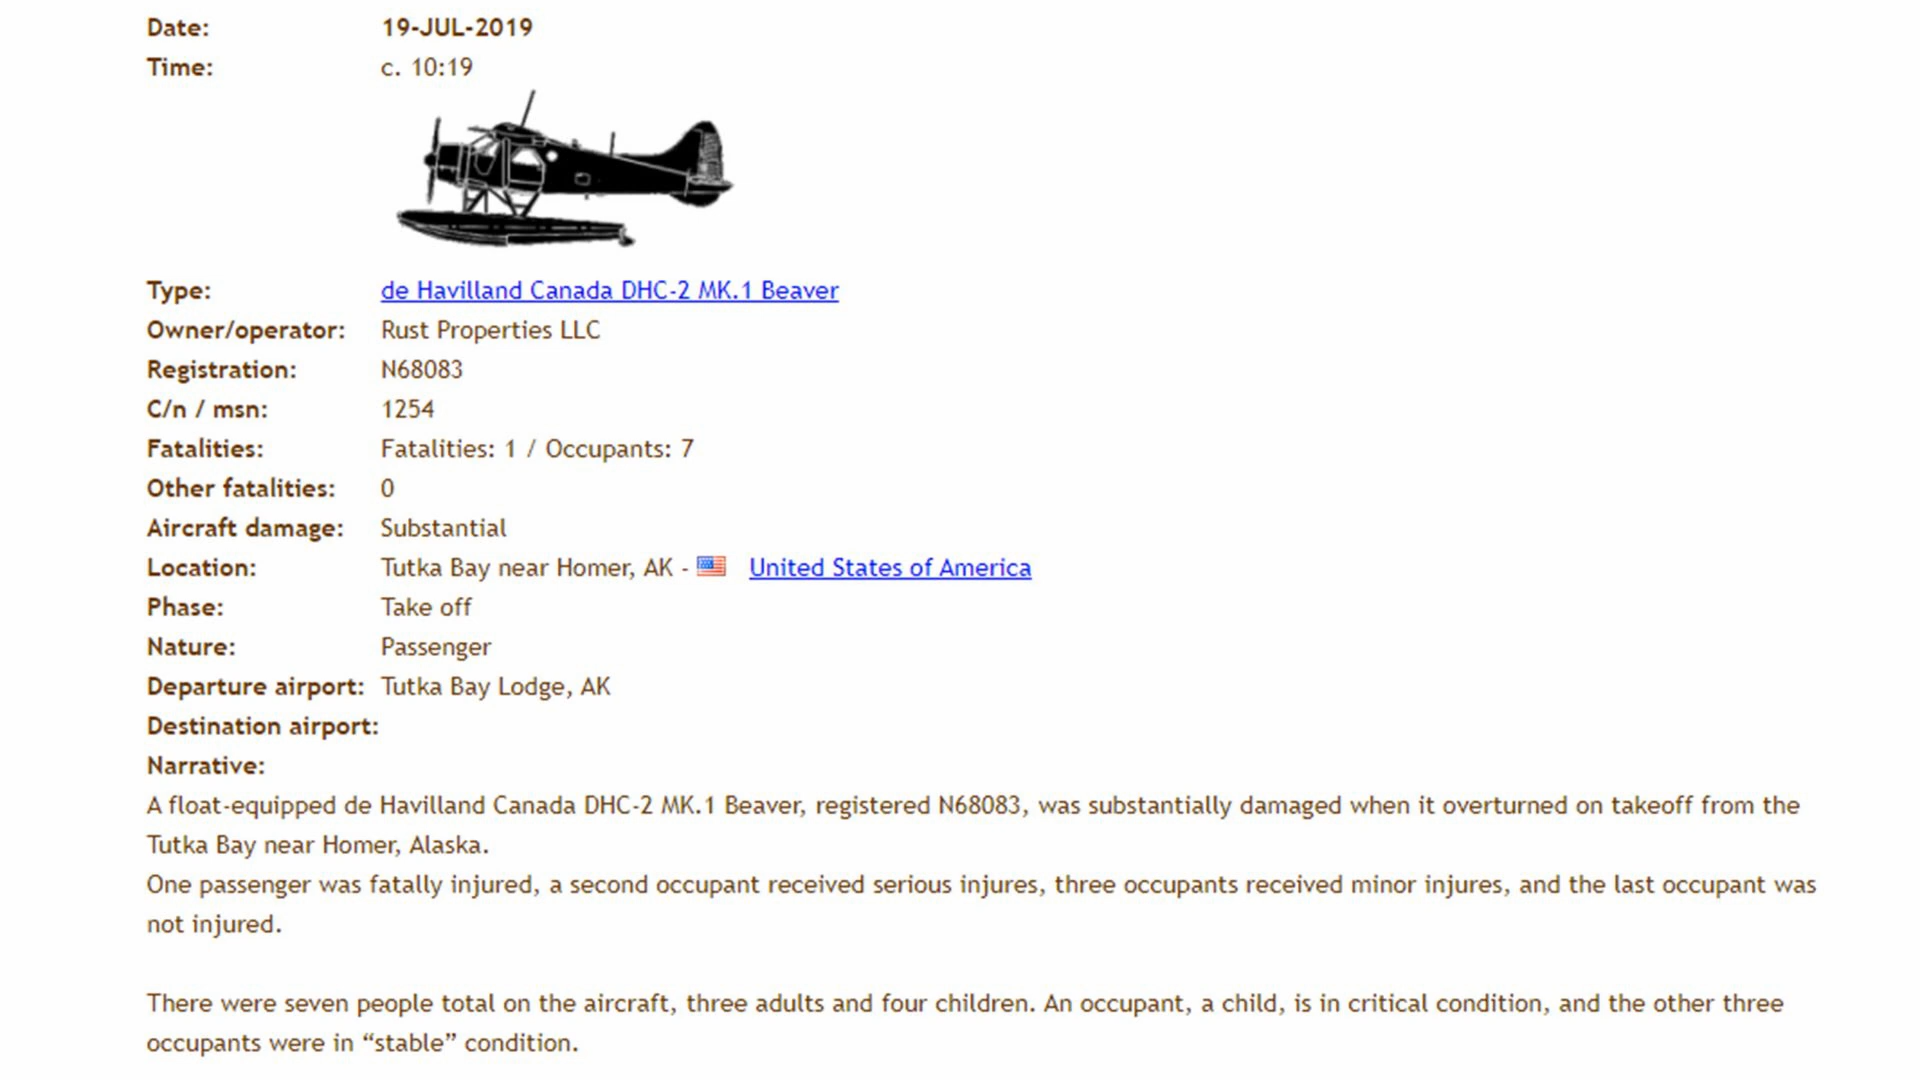 Date: 19-JUL-2019
Time: c. 10:19
Type: de Havilland Canada DHC-2 MK.1 Beaver
Owner/operator: Rust Properties LLC
Registration: N68083
C/n / msn: 1254
Fatalities: Fatalities: 1 / Occupants: 7
Other fatalities: 0
Aircraft damage: Substantial
Location: Tutka Bay near Homer, AK - United States of America
Phase: Take off
Nature: Passenger
Departure airport: Tutka Bay Lodge, AK
Destination airport:
Narrative:
A float-equipped de Havilland Canada DHC-2 MK.1 Beaver, registered N68083, was substantially damaged when it overturned on takeoff from the
Tutka Bay near Homer, Alaska.
One passenger was fatally injured, a second occupant received serious injures, three occupants received minor injures, and the last occupant was
not injured.
There were seven people total on the aircraft, three adults and four children. An occupant, a child, is in critical condition, and the other three
occupants were in “stable” condition.